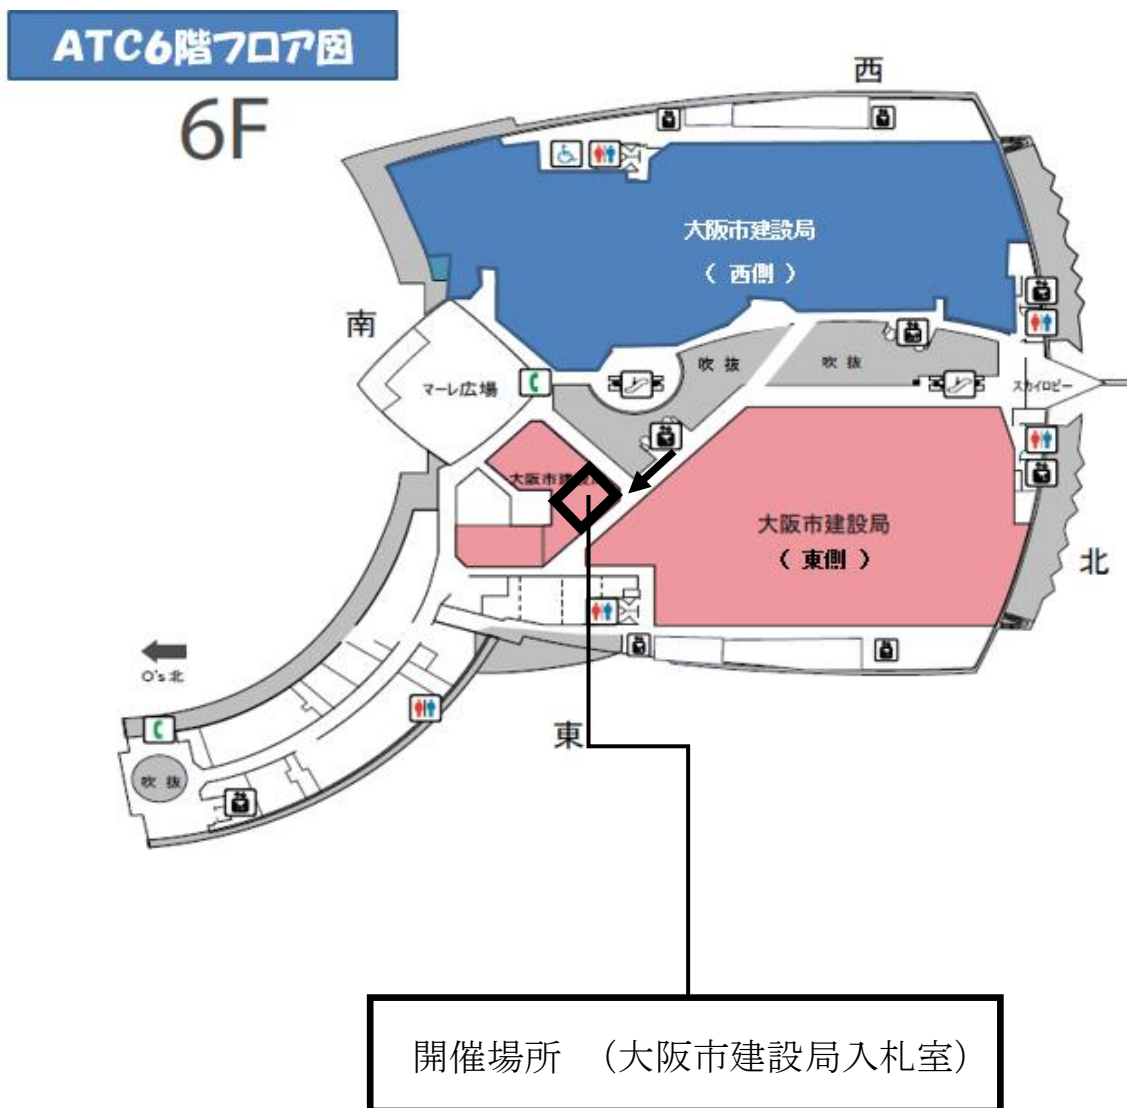 ATC6階フロア図
6F
西
大阪市建設局
（ 西側 ）
南
吹 抜
吹 抜
マーレ広場
スカイロビー
大阪市建設局
大阪市建設局
（ 東側 ）
北
O's 北
東
吹 抜
開催場所　（大阪市建設局入札室）